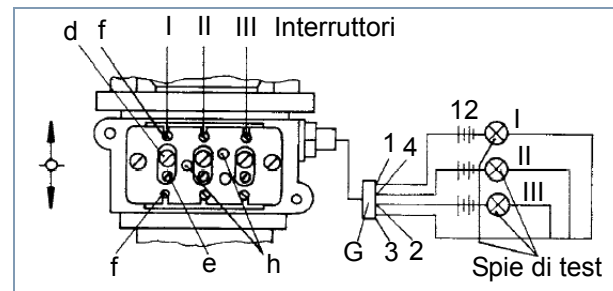 d f I II III Interruttori
12 I
1 4 II
III
f e h G 3 2 Spie di test